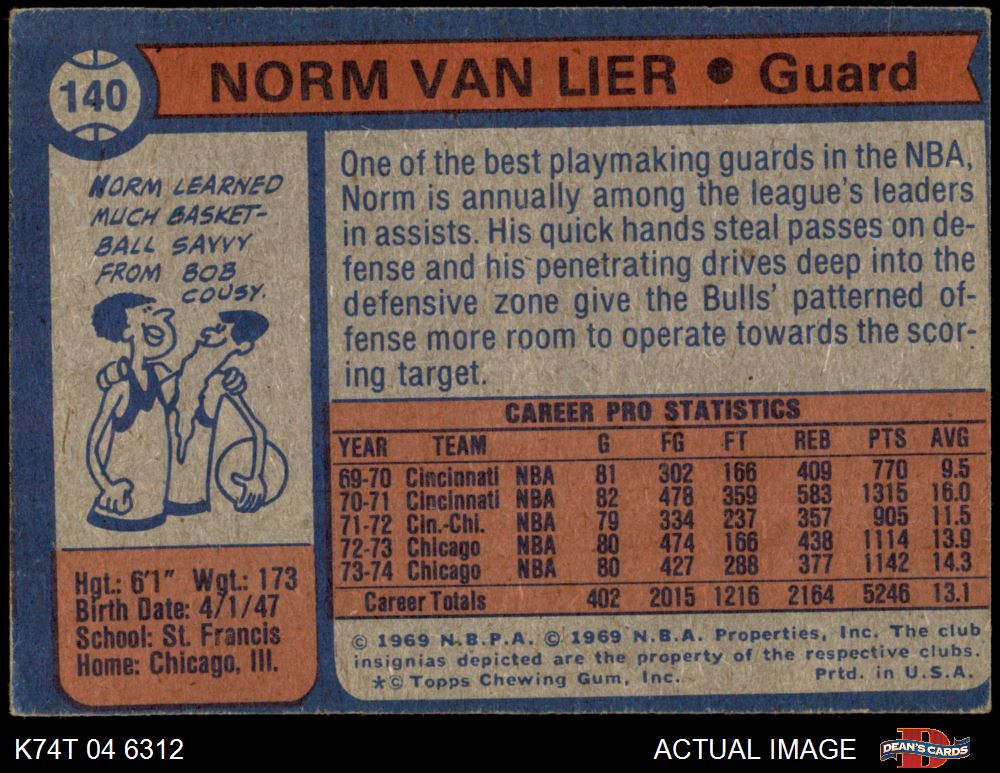 140
NORM VAN LIER • Guard
NORM LEARNED
MUCH BASKET-
BALL SAVVY
FROM BOB
COUSY.
One of the best playmaking guards in the NBA,
Norm is annually among the league's leaders
in assists. His quick hands steal passes on de-
fense and his penetrating drives deep into the
defensive zone give the Bulls' patterned of-
fense more room to operate towards the scor-
ing target.
CAREER PRO STATISTICS
YEAR TEAM G FG FT REB PTS AVG
69-70 Cincinnati NBA 81 302 166 409 770 9.5
70-71 Cincinnati NBA 82 478 359 583 1315 16.0
71-72 Cin.-Chi. NBA 79 334 237 357 905 11.5
72-73 Chicago NBA 80 474 166 438 1114 13.9
73-74 Chicago NBA 80 427 288 377 1142 14.3
Career Totals 402 2015 1216 2164 5246 13.1
Hgt.: 6'1" Wgt.: 173
Birth Date: 4/1/47
School: St. Francis
Home: Chicago, Ill.
© 1969 N.B.P.A. © 1969 N.B.A. Properties, Inc. The club
insignias depicted are the property of the respective clubs.
*© Topps Chewing Gum, Inc. Prtd. in U.S.A.
K74T 04 6312
ACTUAL IMAGE
DEAN'S CARDS